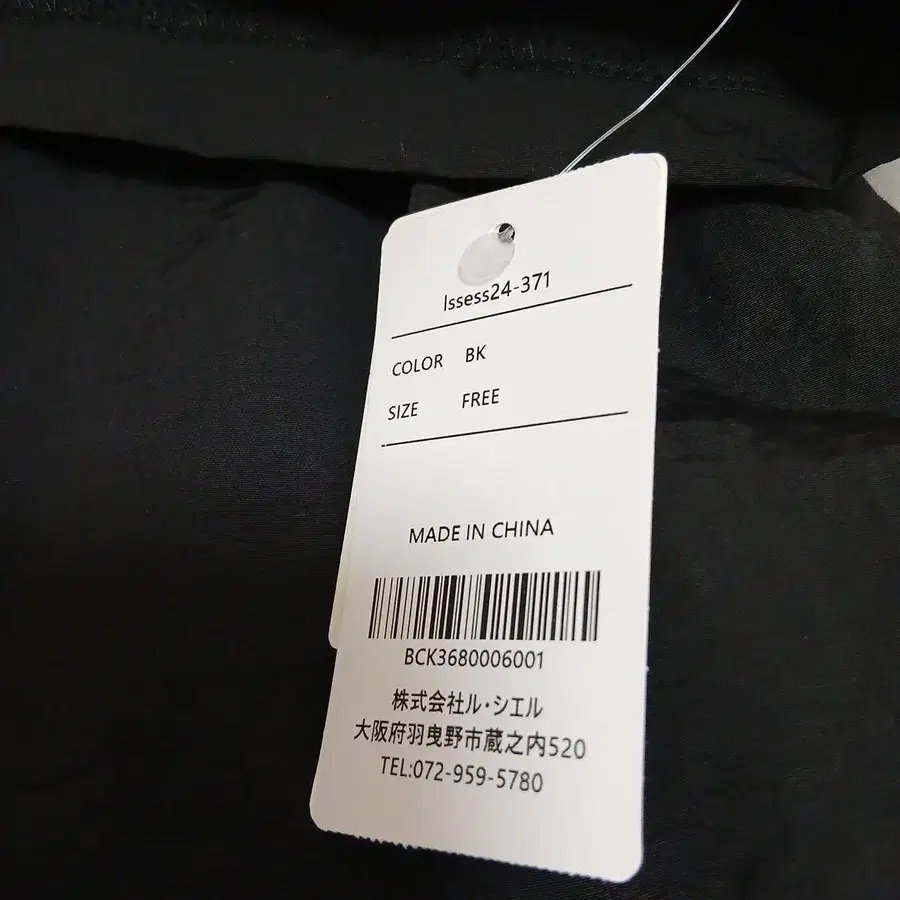 lssess24-371
COLOR BK
SIZE FREE
MADE IN CHINA
BCK3680006001
株式会社ル・シエル
大阪府羽曳野市蔵之内520
TEL:072-959-5780